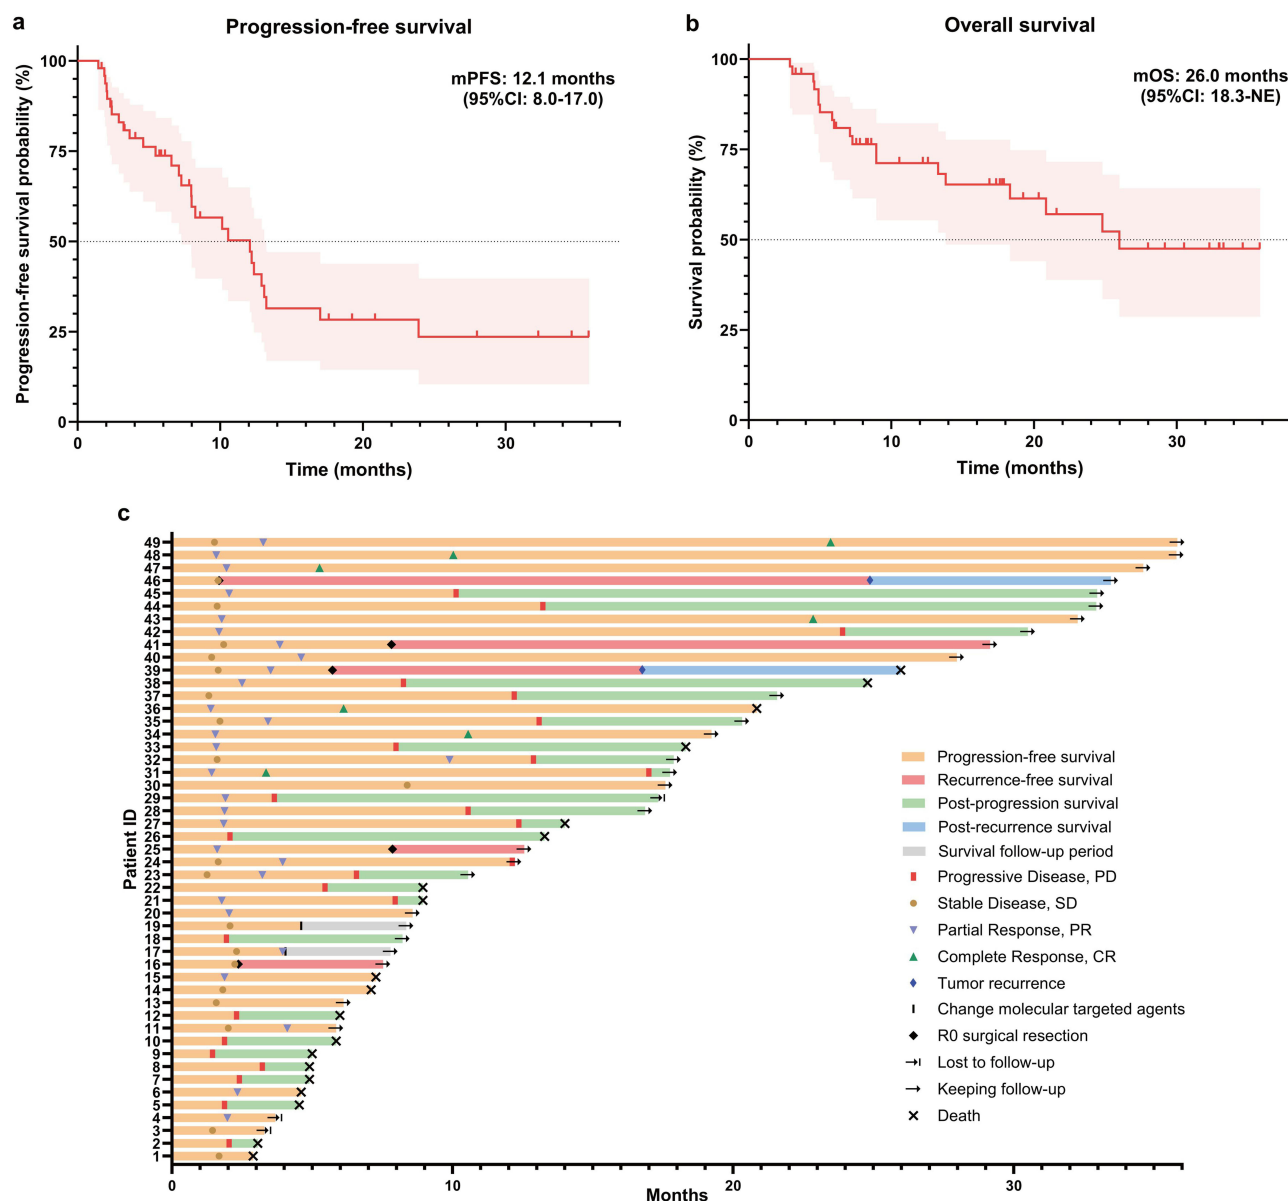 a
Progression-free survival
mPFS: 12.1 months
(95%CI: 8.0-17.0)
Progression-free survival probability (%)
100
75
50
25
0
0 10 20 30
Time (months)
b
Overall survival
mOS: 26.0 months
(95%CI: 18.3-NE)
Survival probability (%)
100
75
50
25
0
0 10 20 30
Time (months)
c
Patient ID
49
48
47
46
45
44
43
42
41
40
39
38
37
36
35
34
33
32
31
30
29
28
27
26
25
24
23
22
21
20
19
18
17
16
15
14
13
12
11
10
9
8
7
6
5
4
3
2
1
0 10 20 30
Months
Progression-free survival
Recurrence-free survival
Post-progression survival
Post-recurrence survival
Survival follow-up period
Progressive Disease, PD
Stable Disease, SD
Partial Response, PR
Complete Response, CR
Tumor recurrence
Change molecular targeted agents
R0 surgical resection
Lost to follow-up
Keeping follow-up
Death